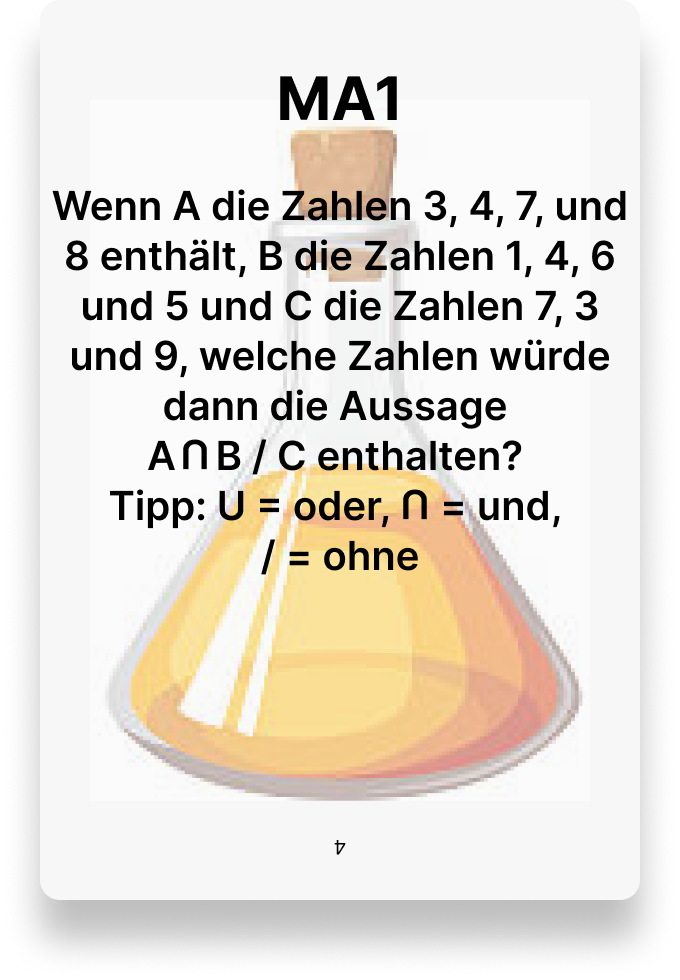 MA1
Wenn A die Zahlen 3, 4, 7, und
8 enthält, B die Zahlen 1, 4, 6
und 5 und C die Zahlen 7, 3
und 9, welche Zahlen würde
dann die Aussage
A ∩ B / C enthalten?
Tipp: U = oder, ∩ = und,
/ = ohne
4